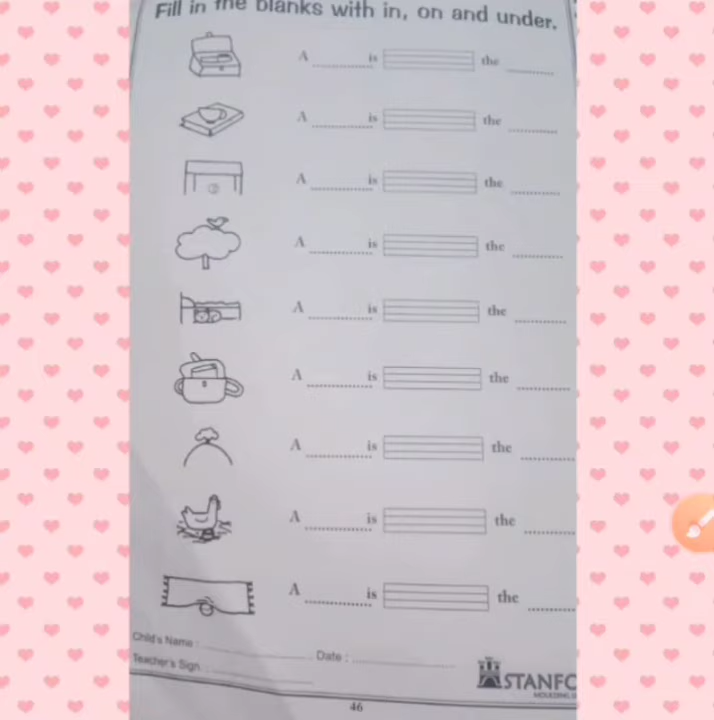 Fill in the blanks with in, on and under.
A ............ is the ............
A ............ is the ............
A ............ is the ............
A ............ is the ............
A ............ is the ............
A ............ is the ............
A ............ is the ............
A ............ is the ............
A ............ is the ............
Child's Name : ............ Date : ............
Teacher's Sign. ............
STANFO
46